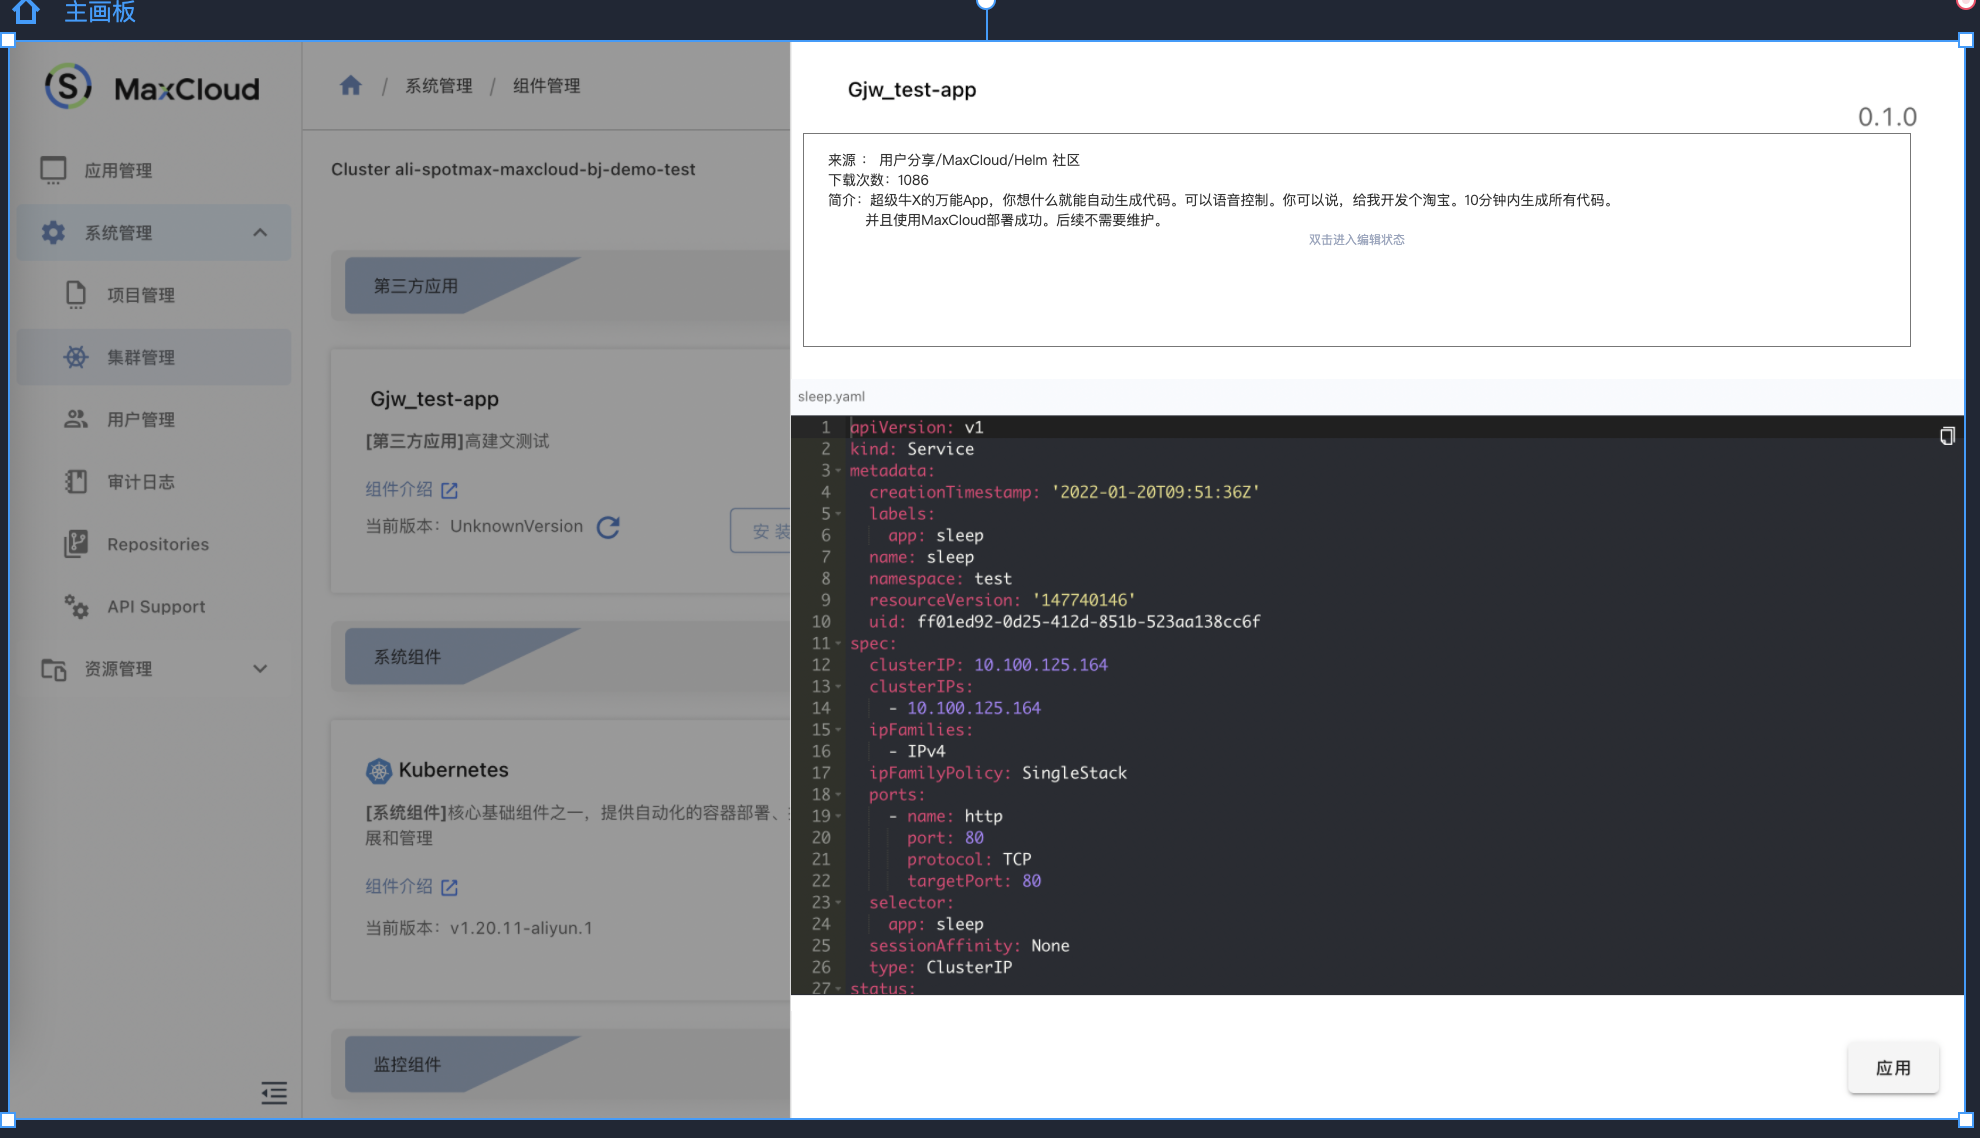 主画板
MaxCloud
应用管理
系统管理
项目管理
集群管理
用户管理
审计日志
Repositories
API Support
资源管理
/ 系统管理 / 组件管理
Cluster ali-spotmax-maxcloud-bj-demo-test
第三方应用
Gjw_test-app
[第三方应用]高建文测试
组件介绍
当前版本：UnknownVersion
安 装
系统组件
Kubernetes
[系统组件]核心基础组件之一，提供自动化的容器部署、
展和管理
组件介绍
当前版本：v1.20.11-aliyun.1
监控组件
Gjw_test-app
0.1.0
来源 ： 用户分享/MaxCloud/Helm 社区
下载次数：1086
简介：超级牛X的万能App，你想什么就能自动生成代码。可以语音控制。你可以说，给我开发个淘宝。10分钟内生成所有代码。
并且使用MaxCloud部署成功。后续不需要维护。
双击进入编辑状态
sleep.yaml
1 apiVersion: v1
2 kind: Service
3 metadata:
4 creationTimestamp: '2022-01-20T09:51:36Z'
5 labels:
6 app: sleep
7 name: sleep
8 namespace: test
9 resourceVersion: '147740146'
10 uid: ff01ed92-0d25-412d-851b-523aa138cc6f
11 spec:
12 clusterIP: 10.100.125.164
13 clusterIPs:
14 - 10.100.125.164
15 ipFamilies:
16 - IPv4
17 ipFamilyPolicy: SingleStack
18 ports:
19 - name: http
20 port: 80
21 protocol: TCP
22 targetPort: 80
23 selector:
24 app: sleep
25 sessionAffinity: None
26 type: ClusterIP
27 status:
应用